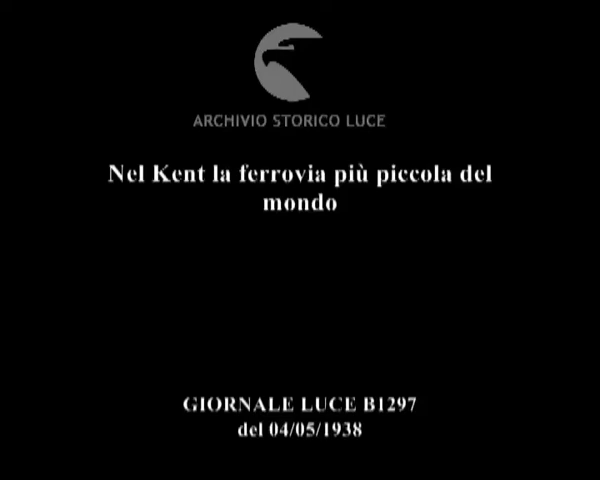 ARCHIVIO STORICO LUCE
Nel Kent la ferrovia più piccola del
mondo
GIORNALE LUCE B1297
del 04/05/1938